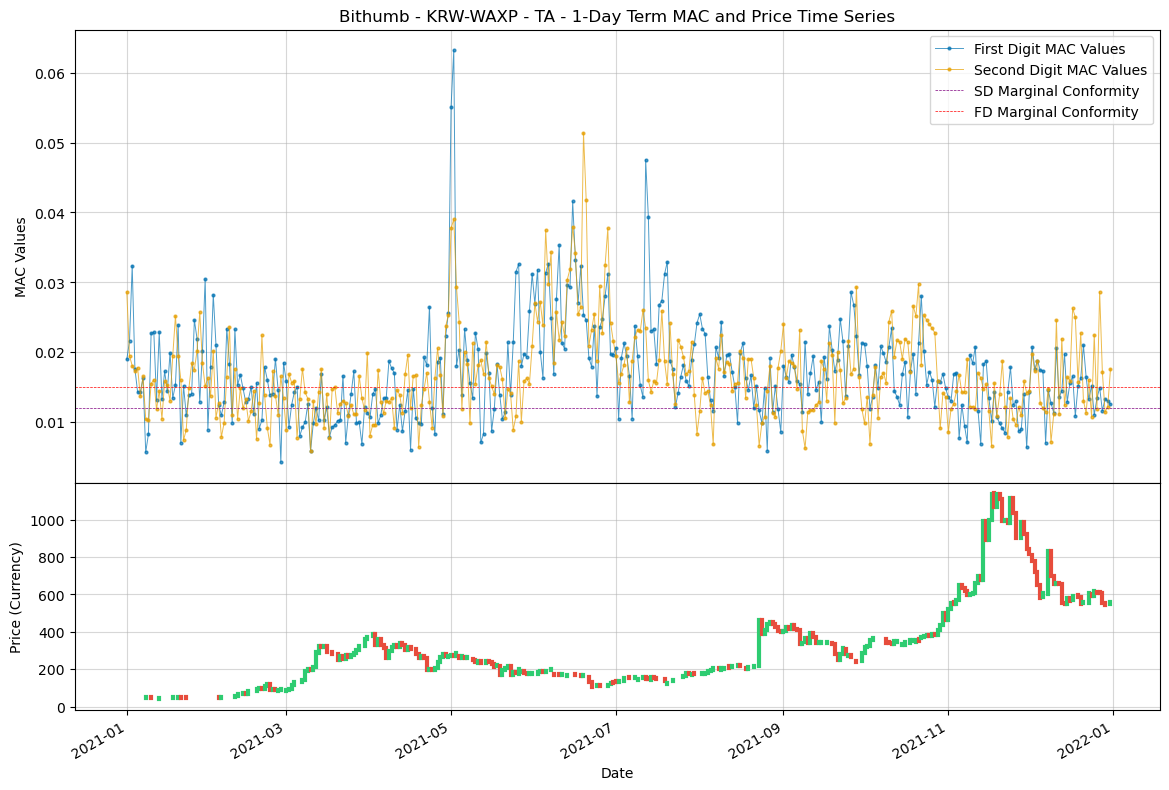 Bithumb - KRW-WAXP - TA - 1-Day Term MAC and Price Time Series
First Digit MAC Values
Second Digit MAC Values
SD Marginal Conformity
FD Marginal Conformity
MAC Values
0.06
0.05
0.04
0.03
0.02
0.01
Price (Currency)
1000
800
600
400
200
0
2021-01
2021-03
2021-05
2021-07
2021-09
2021-11
2022-01
Date